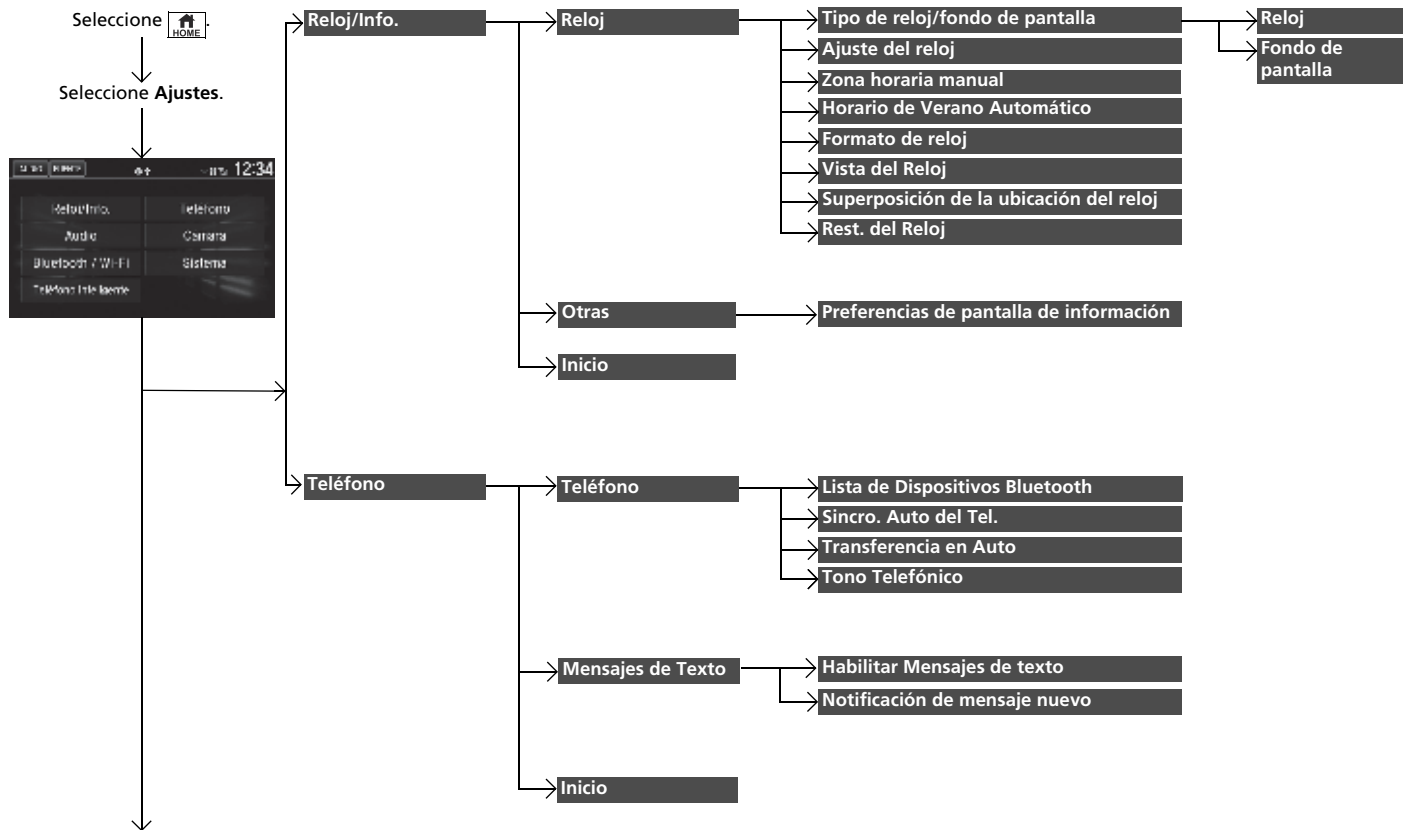 Seleccione HOME.
Seleccione Ajustes.
12:34
Reloj/Info.
Teléfono
Audio
Cámara
Bluetooth / Wi-Fi
Sistema
Teléfono Inteligente
Reloj/Info.
Reloj
Tipo de reloj/fondo de pantalla
Reloj
Fondo de
pantalla
Ajuste del reloj
Zona horaria manual
Horario de Verano Automático
Formato de reloj
Vista del Reloj
Superposición de la ubicación del reloj
Rest. del Reloj
Otras
Preferencias de pantalla de información
Inicio
Teléfono
Teléfono
Lista de Dispositivos Bluetooth
Sincro. Auto del Tel.
Transferencia en Auto
Tono Telefónico
Mensajes de Texto
Habilitar Mensajes de texto
Notificación de mensaje nuevo
Inicio